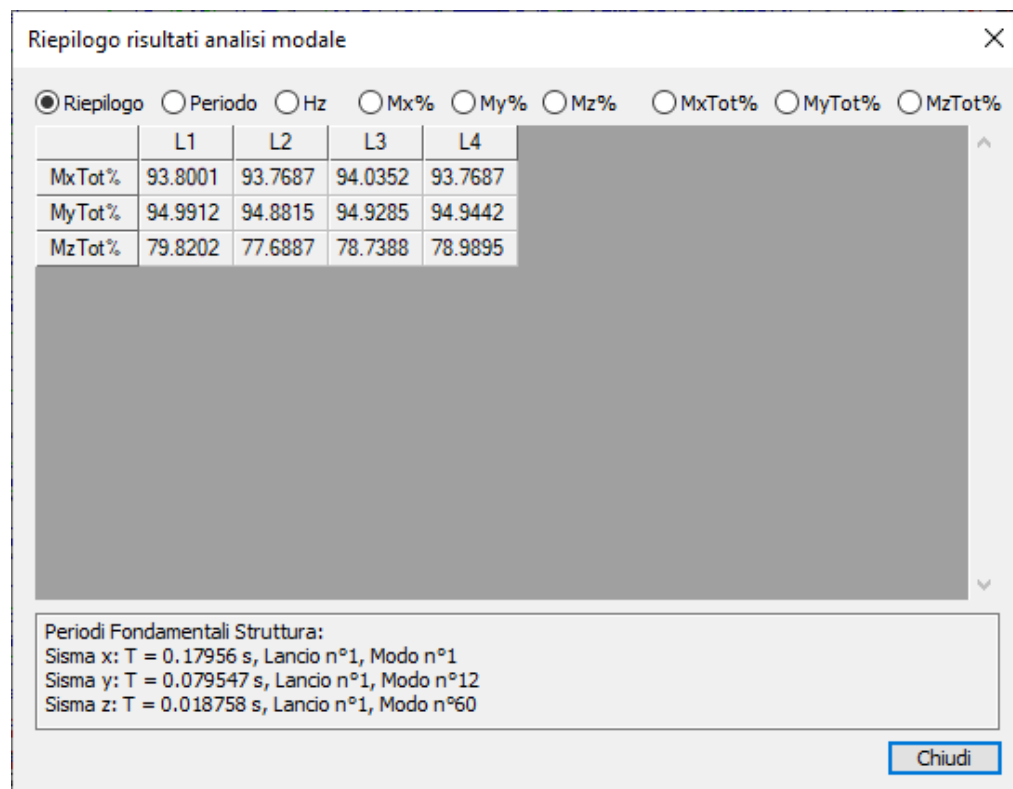 Riepilogo risultati analisi modale
Riepilogo Periodo Hz Mx% My% Mz% MxTot% MyTot% MzTot%
L1 L2 L3 L4
MxTot% 93.8001 93.7687 94.0352 93.7687
MyTot% 94.9912 94.8815 94.9285 94.9442
MzTot% 79.8202 77.6887 78.7388 78.9895
Periodi Fondamentali Struttura:
Sisma x: T = 0.17956 s, Lancio n°1, Modo n°1
Sisma y: T = 0.079547 s, Lancio n°1, Modo n°12
Sisma z: T = 0.018758 s, Lancio n°1, Modo n°60
Chiudi